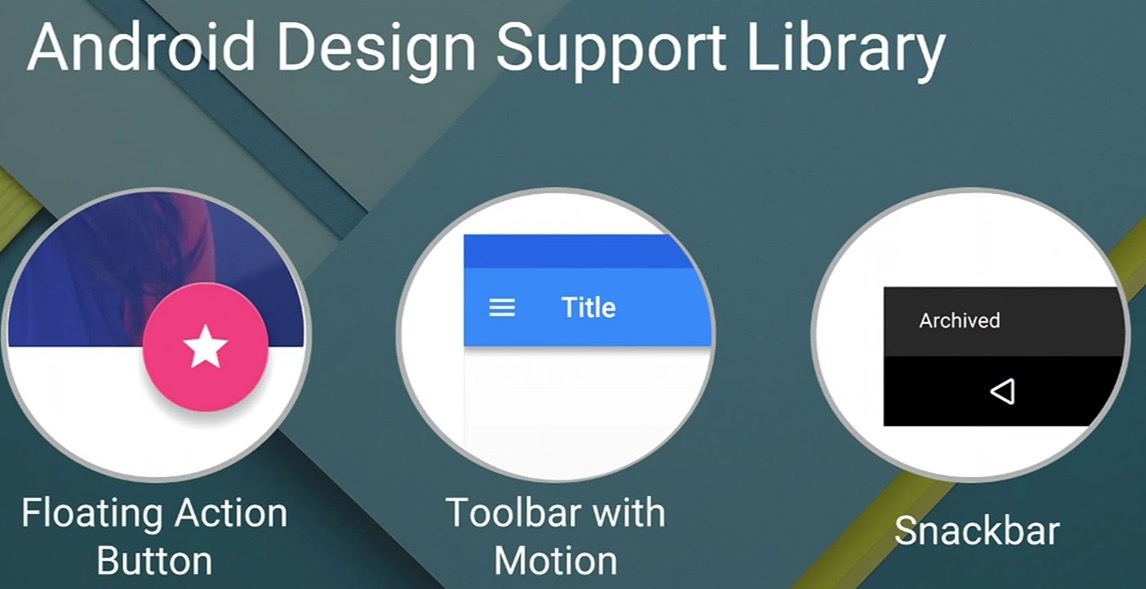 Android Design Support Library
Title
Archived
Floating Action
Button
Toolbar with
Motion
Snackbar